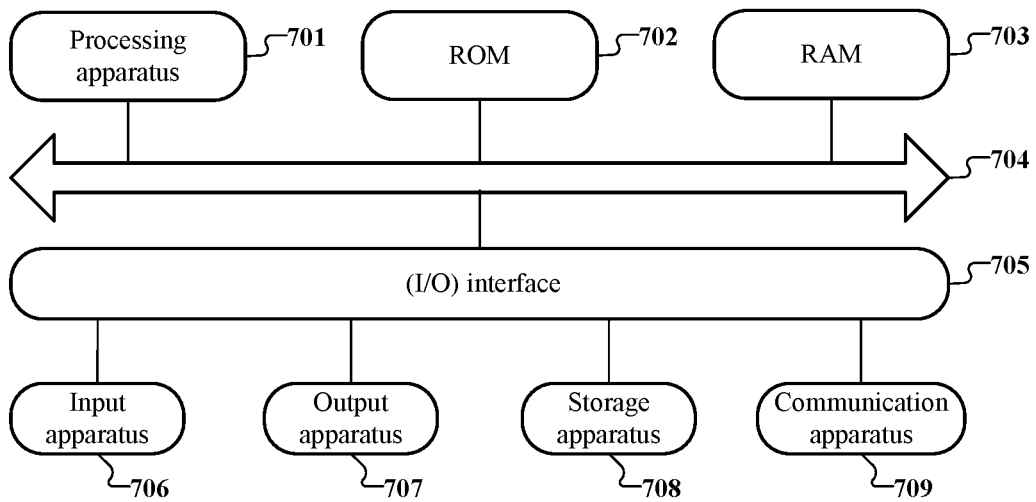 Processing
apparatus
701
ROM
702
RAM
703
704
(I/O) interface
705
Input
apparatus
706
Output
apparatus
707
Storage
apparatus
708
Communication
apparatus
709